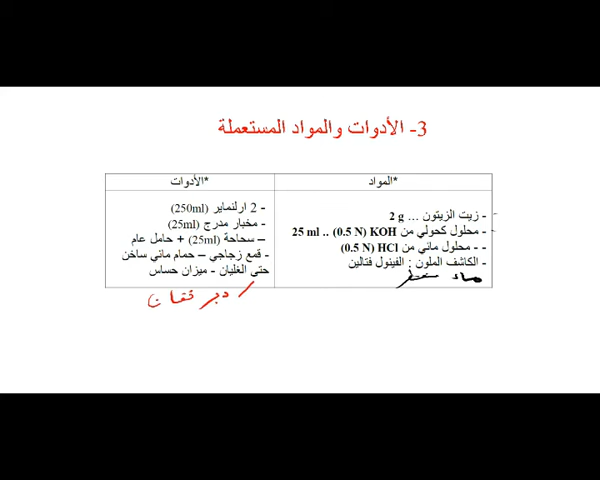 3- الأدوات والمواد المستعملة
*المواد
- زيت الزيتون ... 2 g
- محلول كحولي من KOH (0.5 N) .. 25 ml
- - محلول مائي من HCl (0.5 N)
- الكاشف الملون : الفينول فتالين
ماء مقطر
*الأدوات
- 2 ارلنماير (250ml)
- مخبار مدرج (25ml)
– سحاحة (25ml) + حامل عام
- قمع زجاجي – حمام مائي ساخن
حتى الغليان - ميزان حساس